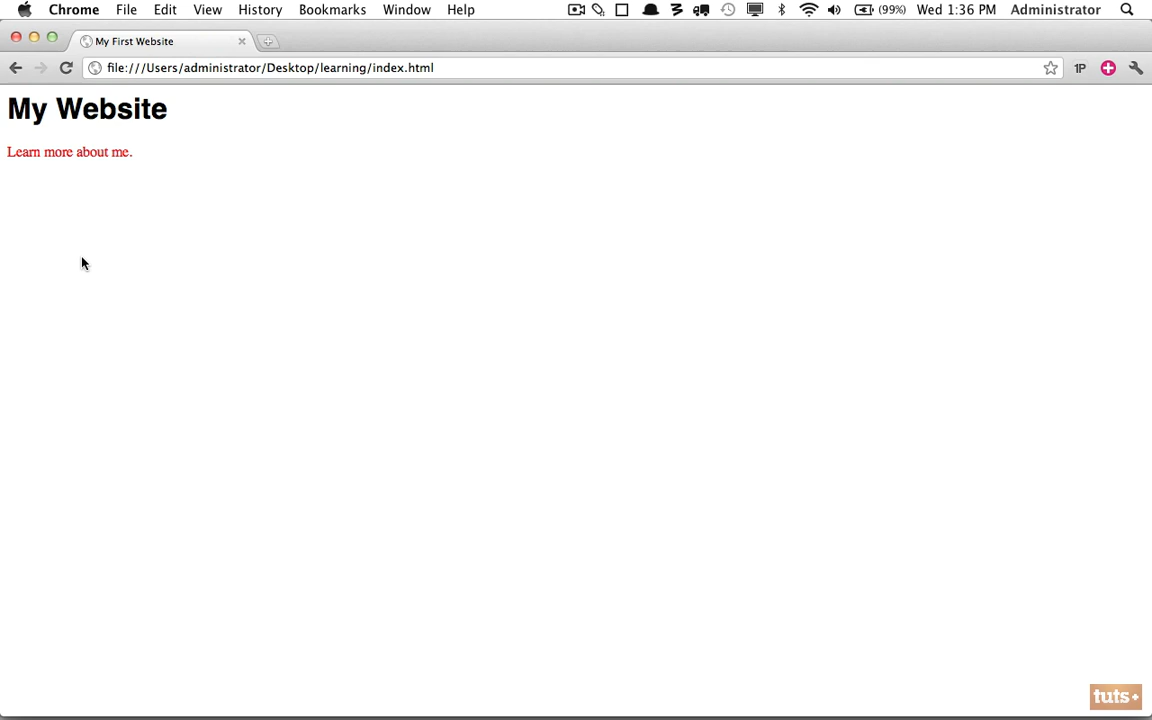 Chrome File Edit View History Bookmarks Window Help (99%) Wed 1:36 PM Administrator
My First Website
file:///Users/administrator/Desktop/learning/index.html 1P
My Website
Learn more about me.
tuts+